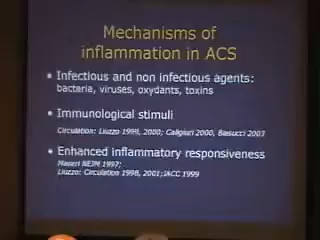 Mechanisms of
inflammation in ACS
• Infectious and non infectious agents:
bacteria, viruses, oxydants, toxins
• Immunological stimuli
Circulation: Liuzzo 1999, 2000; Caligiuri 2000, Biasucci 2003
• Enhanced inflammatory responsiveness
Maseri NEJM 1997;
Liuzzo: Circulation 1998, 2001; JACC 1999